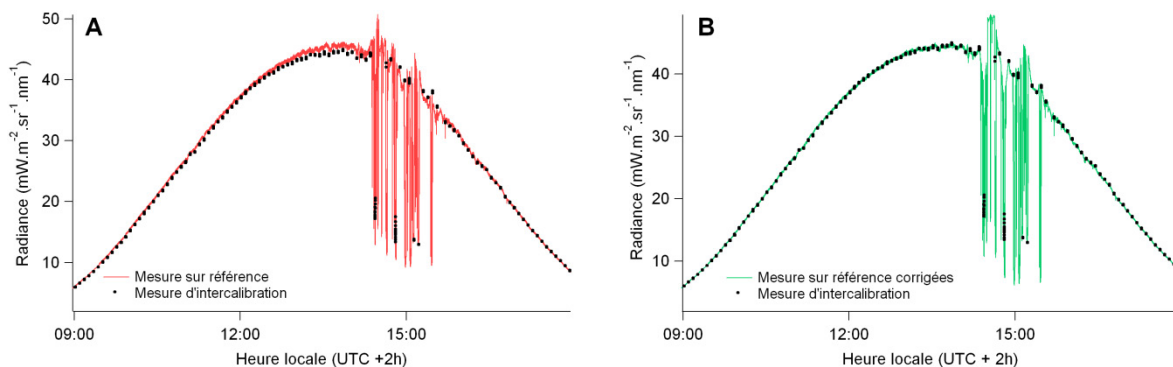 A
50
40
30
20
10
Radiance (mW.m-2.sr-1.nm-1)
Mesure sur référence
Mesure d'intercalibration
09:00
12:00
15:00
Heure locale (UTC +2h)
B
40
30
20
10
Radiance (mW.m-2.sr-1.nm-1)
Mesure sur référence corrigées
Mesure d'intercalibration
09:00
12:00
15:00
Heure locale (UTC + 2h)